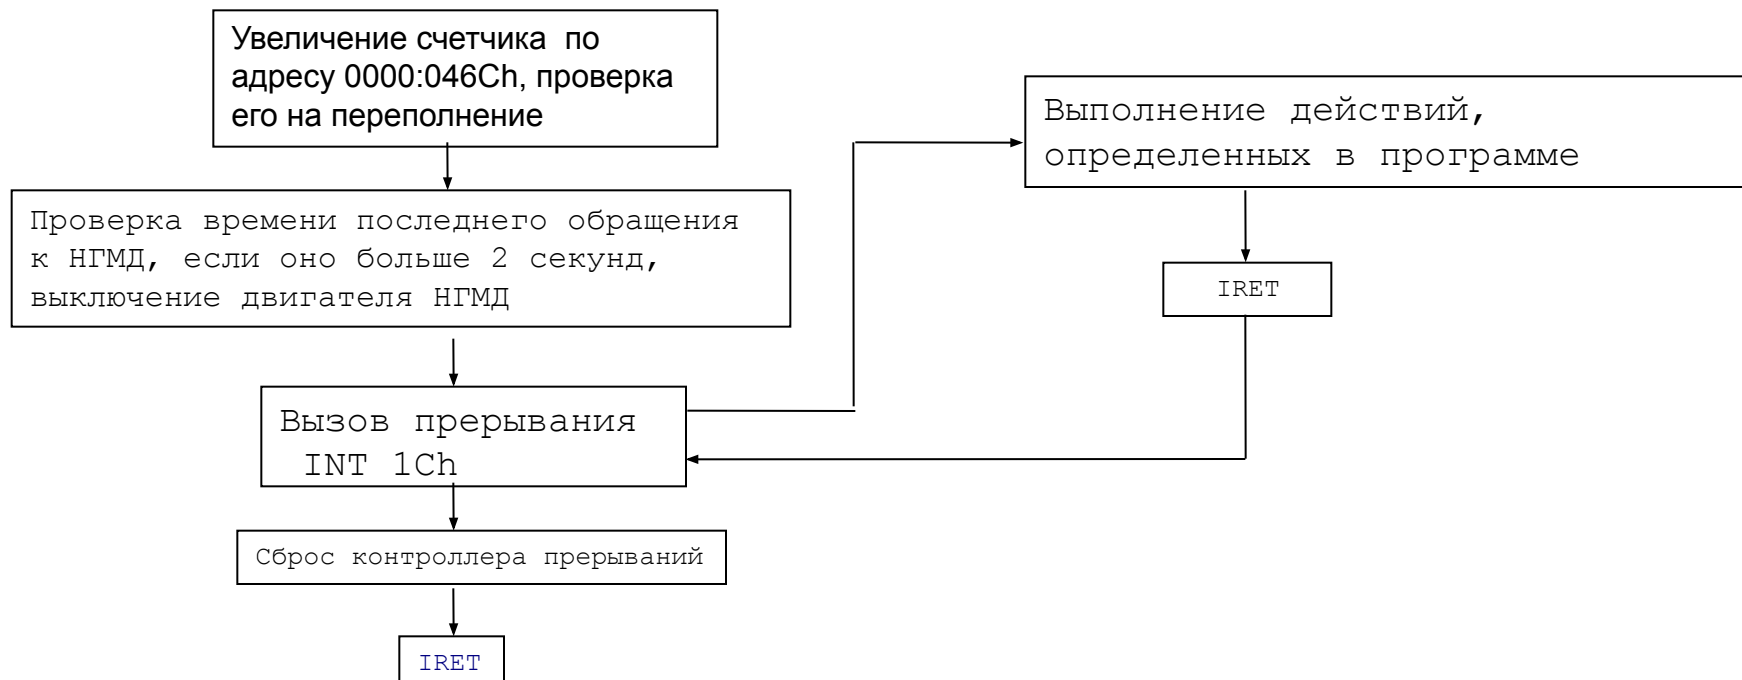 Увеличение счетчика по
адресу 0000:046Ch, проверка
его на переполнение
Проверка времени последнего обращения
к НГМД, если оно больше 2 секунд,
выключение двигателя НГМД
Вызов прерывания
INT 1Ch
Выполнение действий,
определенных в программе
IRET
Сброс контроллера прерываний
IRET